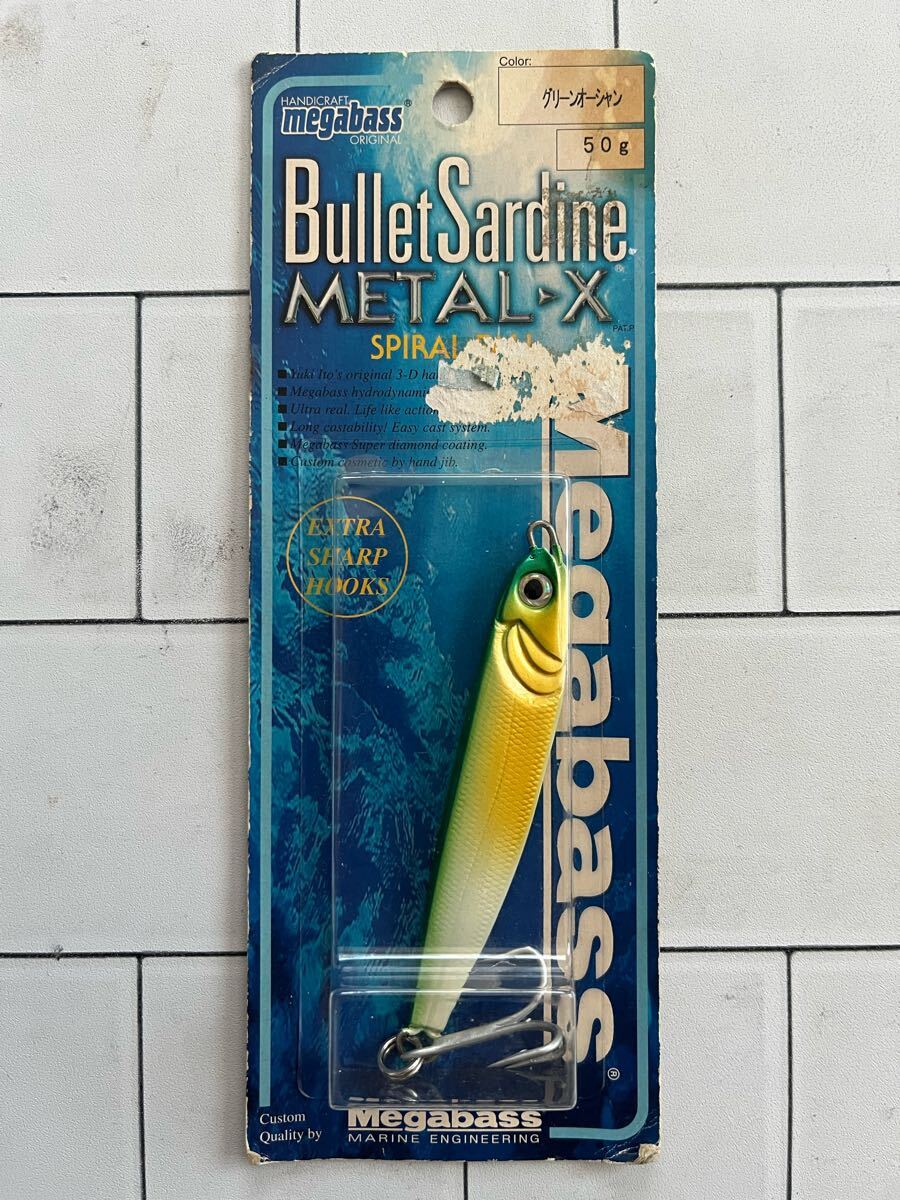 Color:
グリーンオーシャン
50g
HANDICRAFT
megabass®
ORIGINAL
BulletSardine
METAL-X®
PAT.P
SPIRAL
■ Yuki Ito's original 3-D
■ Megabass
■ Ultra real. Life like action
■ Long castability! Easy cast system.
■ Megabass Super diamond coating.
■ Custom cosmetic by hand jib.
EXTRA
SHARP
HOOKS
Megabass®
Custom
Quality by
Megabass
MARINE ENGINEERING